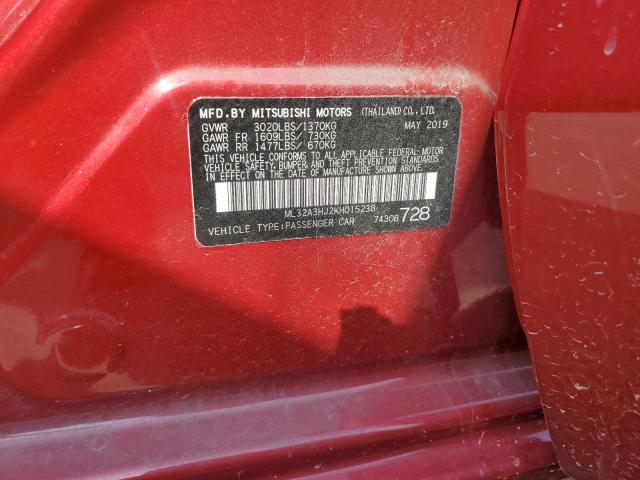 MFD. BY MITSUBISHI MOTORS (THAILAND) CO., LTD.
GVWR 3020LBS/1370KG MAY 2019
GAWR FR 1609LBS/ 730KG
GAWR RR 1477LBS/ 670KG
THIS VEHICLE CONFORMS TO ALL APPLICABLE FEDERAL MOTOR
VEHICLE SAFETY, BUMPER, AND THEFT PREVENTION STANDARDS
IN EFFECT ON THE DATE OF MANUFACTURE SHOWN ABOVE.
ML32A3HJ2KH015238
VEHICLE TYPE:PASSENGER CAR 7430B 728